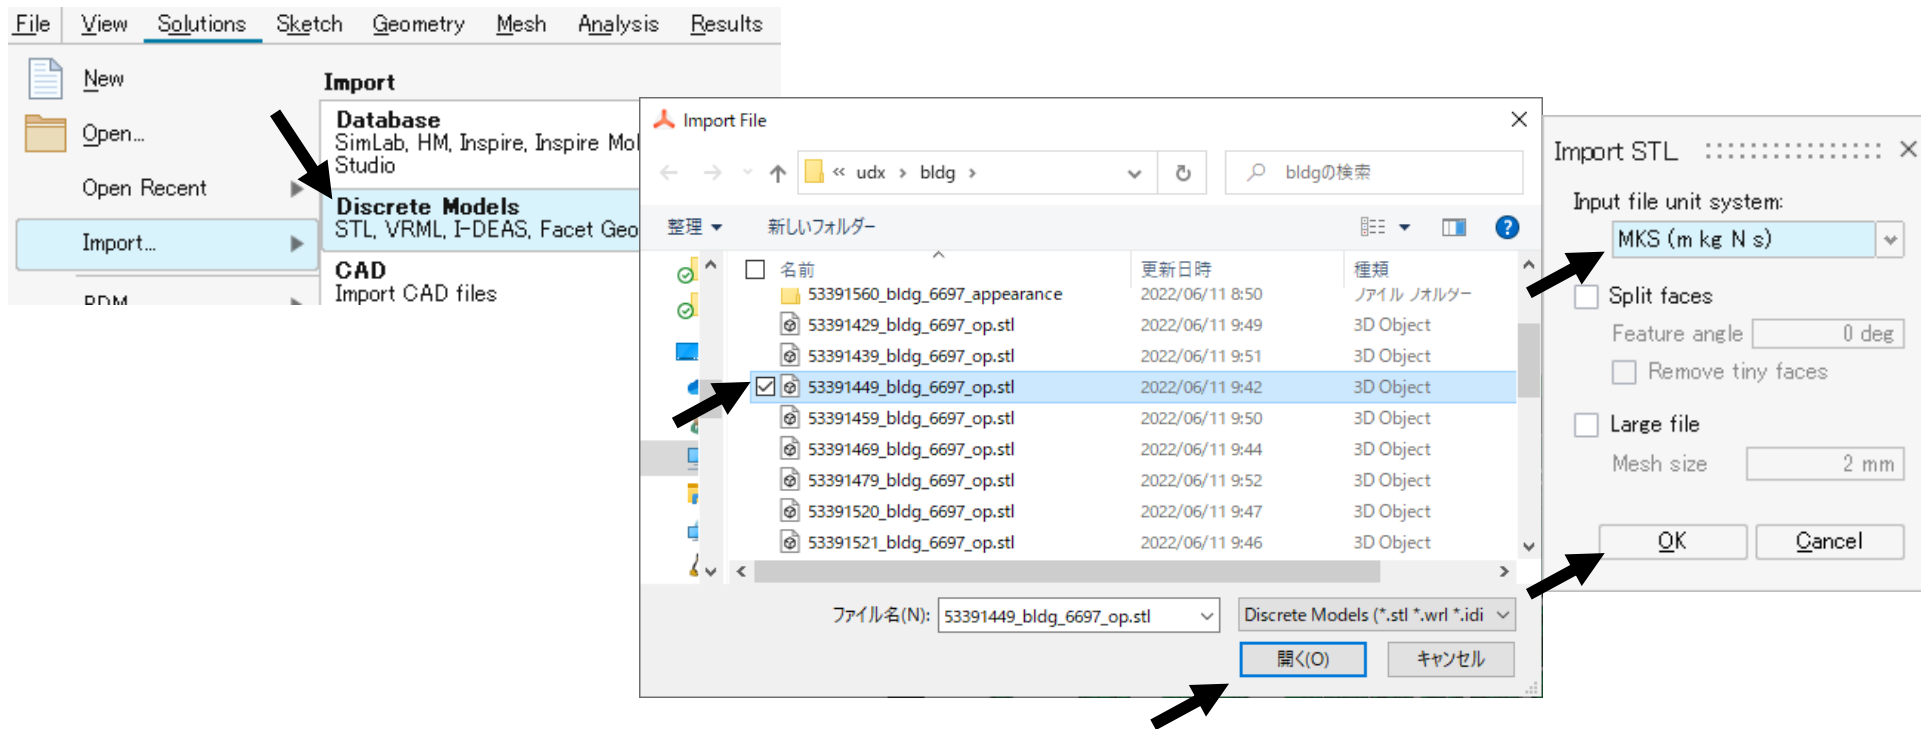 File View Solutions Sketch Geometry Mesh Analysis Results
New
Open...
Open Recent
Import...
Import
Database
SimLab, HM, Inspire, Inspire Mol
Studio
Discrete Models
STL, VRML, I-DEAS, Facet Geo
CAD
Import CAD files
Import File
« udx › bldg ›
bldgの検索
整理
新しいフォルダー
名前 更新日時 種類
53391560_bldg_6697_appearance 2022/06/11 8:50 ファイル フォルダー
53391429_bldg_6697_op.stl 2022/06/11 9:49 3D Object
53391439_bldg_6697_op.stl 2022/06/11 9:51 3D Object
53391449_bldg_6697_op.stl 2022/06/11 9:42 3D Object
53391459_bldg_6697_op.stl 2022/06/11 9:50 3D Object
53391469_bldg_6697_op.stl 2022/06/11 9:44 3D Object
53391479_bldg_6697_op.stl 2022/06/11 9:52 3D Object
53391520_bldg_6697_op.stl 2022/06/11 9:47 3D Object
53391521_bldg_6697_op.stl 2022/06/11 9:46 3D Object
ファイル名(N): 53391449_bldg_6697_op.stl Discrete Models (*.stl *.wrl *.idi
開く(O) キャンセル
Import STL
Input file unit system:
MKS (m kg N s)
Split faces
Feature angle 0 deg
Remove tiny faces
Large file
Mesh size 2 mm
OK Cancel